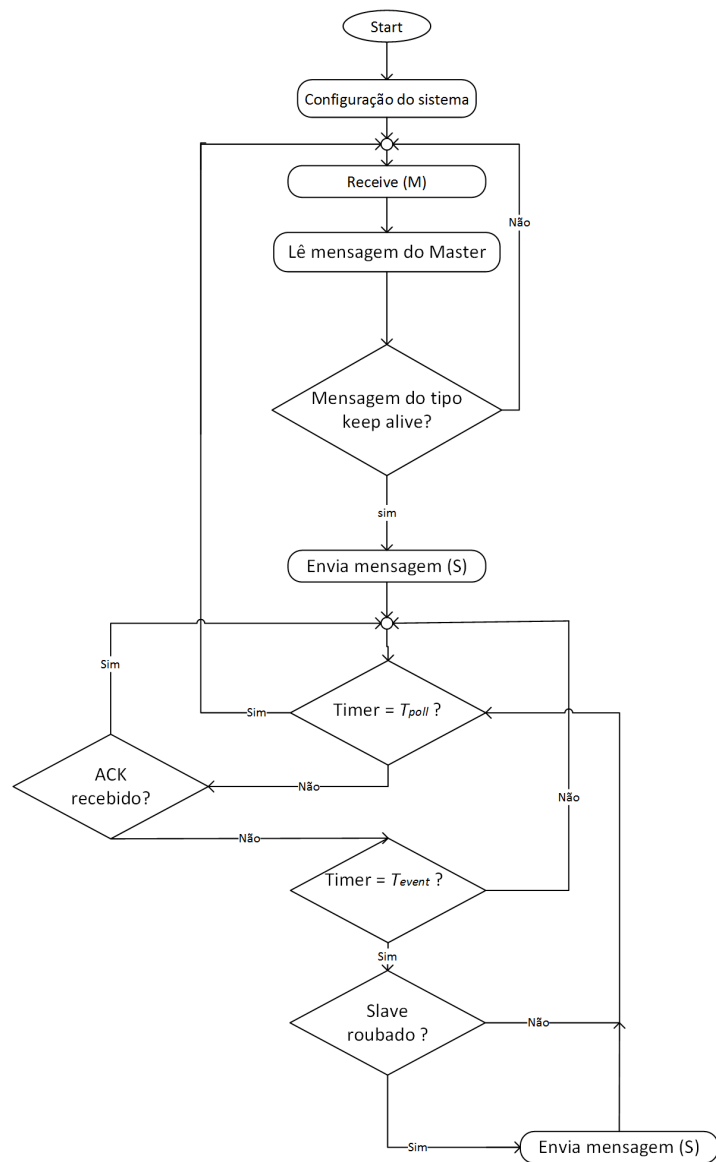 Start
Configuração do sistema
Receive (M)
Não
Lê mensagem do Master
Mensagem do tipo
keep alive?
sim
Envia mensagem (S)
Sim
Timer = Tpoll ?
Sim
ACK
recebido?
Não
Não
Não
Timer = Tevent ?
Sim
Slave
roubado ?
Não
Sim
Envia mensagem (S)